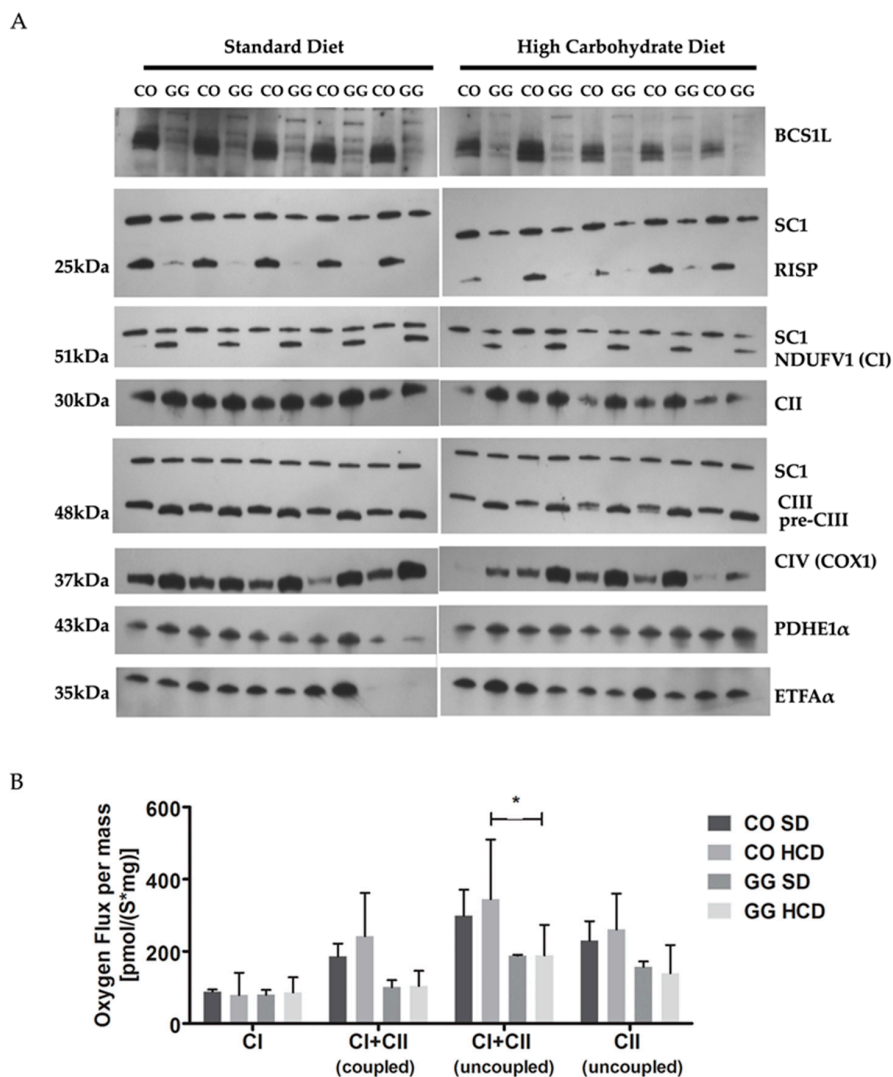 A
Standard Diet
High Carbohydrate Diet
CO GG CO GG CO GG CO GG CO GG
CO GG CO GG CO GG CO GG CO GG
BCS1L
SC1
25kDa
RISP
SC1
51kDa
NDUFV1 (CI)
30kDa
CII
SC1
CIII
48kDa
pre-CIII
CIV (COX1)
37kDa
43kDa
PDHE1α
35kDa
ETFAα
B
Oxygen Flux per mass
[pmol/(S*mg)]
600
400
200
0
*
CO SD
CO HCD
GG SD
GG HCD
CI
CI+CII
(coupled)
CI+CII
(uncoupled)
CII
(uncoupled)